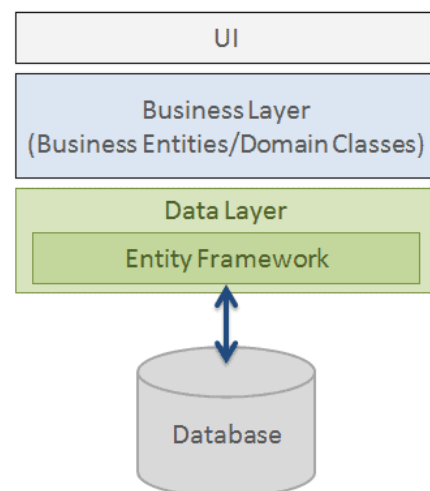 UI
Business Layer
(Business Entities/Domain Classes)
Data Layer
Entity Framework
Database